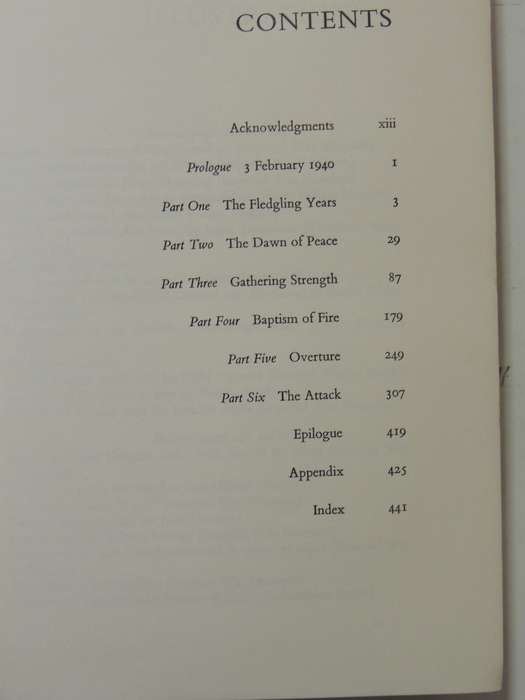 CONTENTS
Acknowledgments xiii
Prologue 3 February 1940 1
Part One The Fledgling Years 3
Part Two The Dawn of Peace 29
Part Three Gathering Strength 87
Part Four Baptism of Fire 179
Part Five Overture 249
Part Six The Attack 307
Epilogue 419
Appendix 425
Index 441